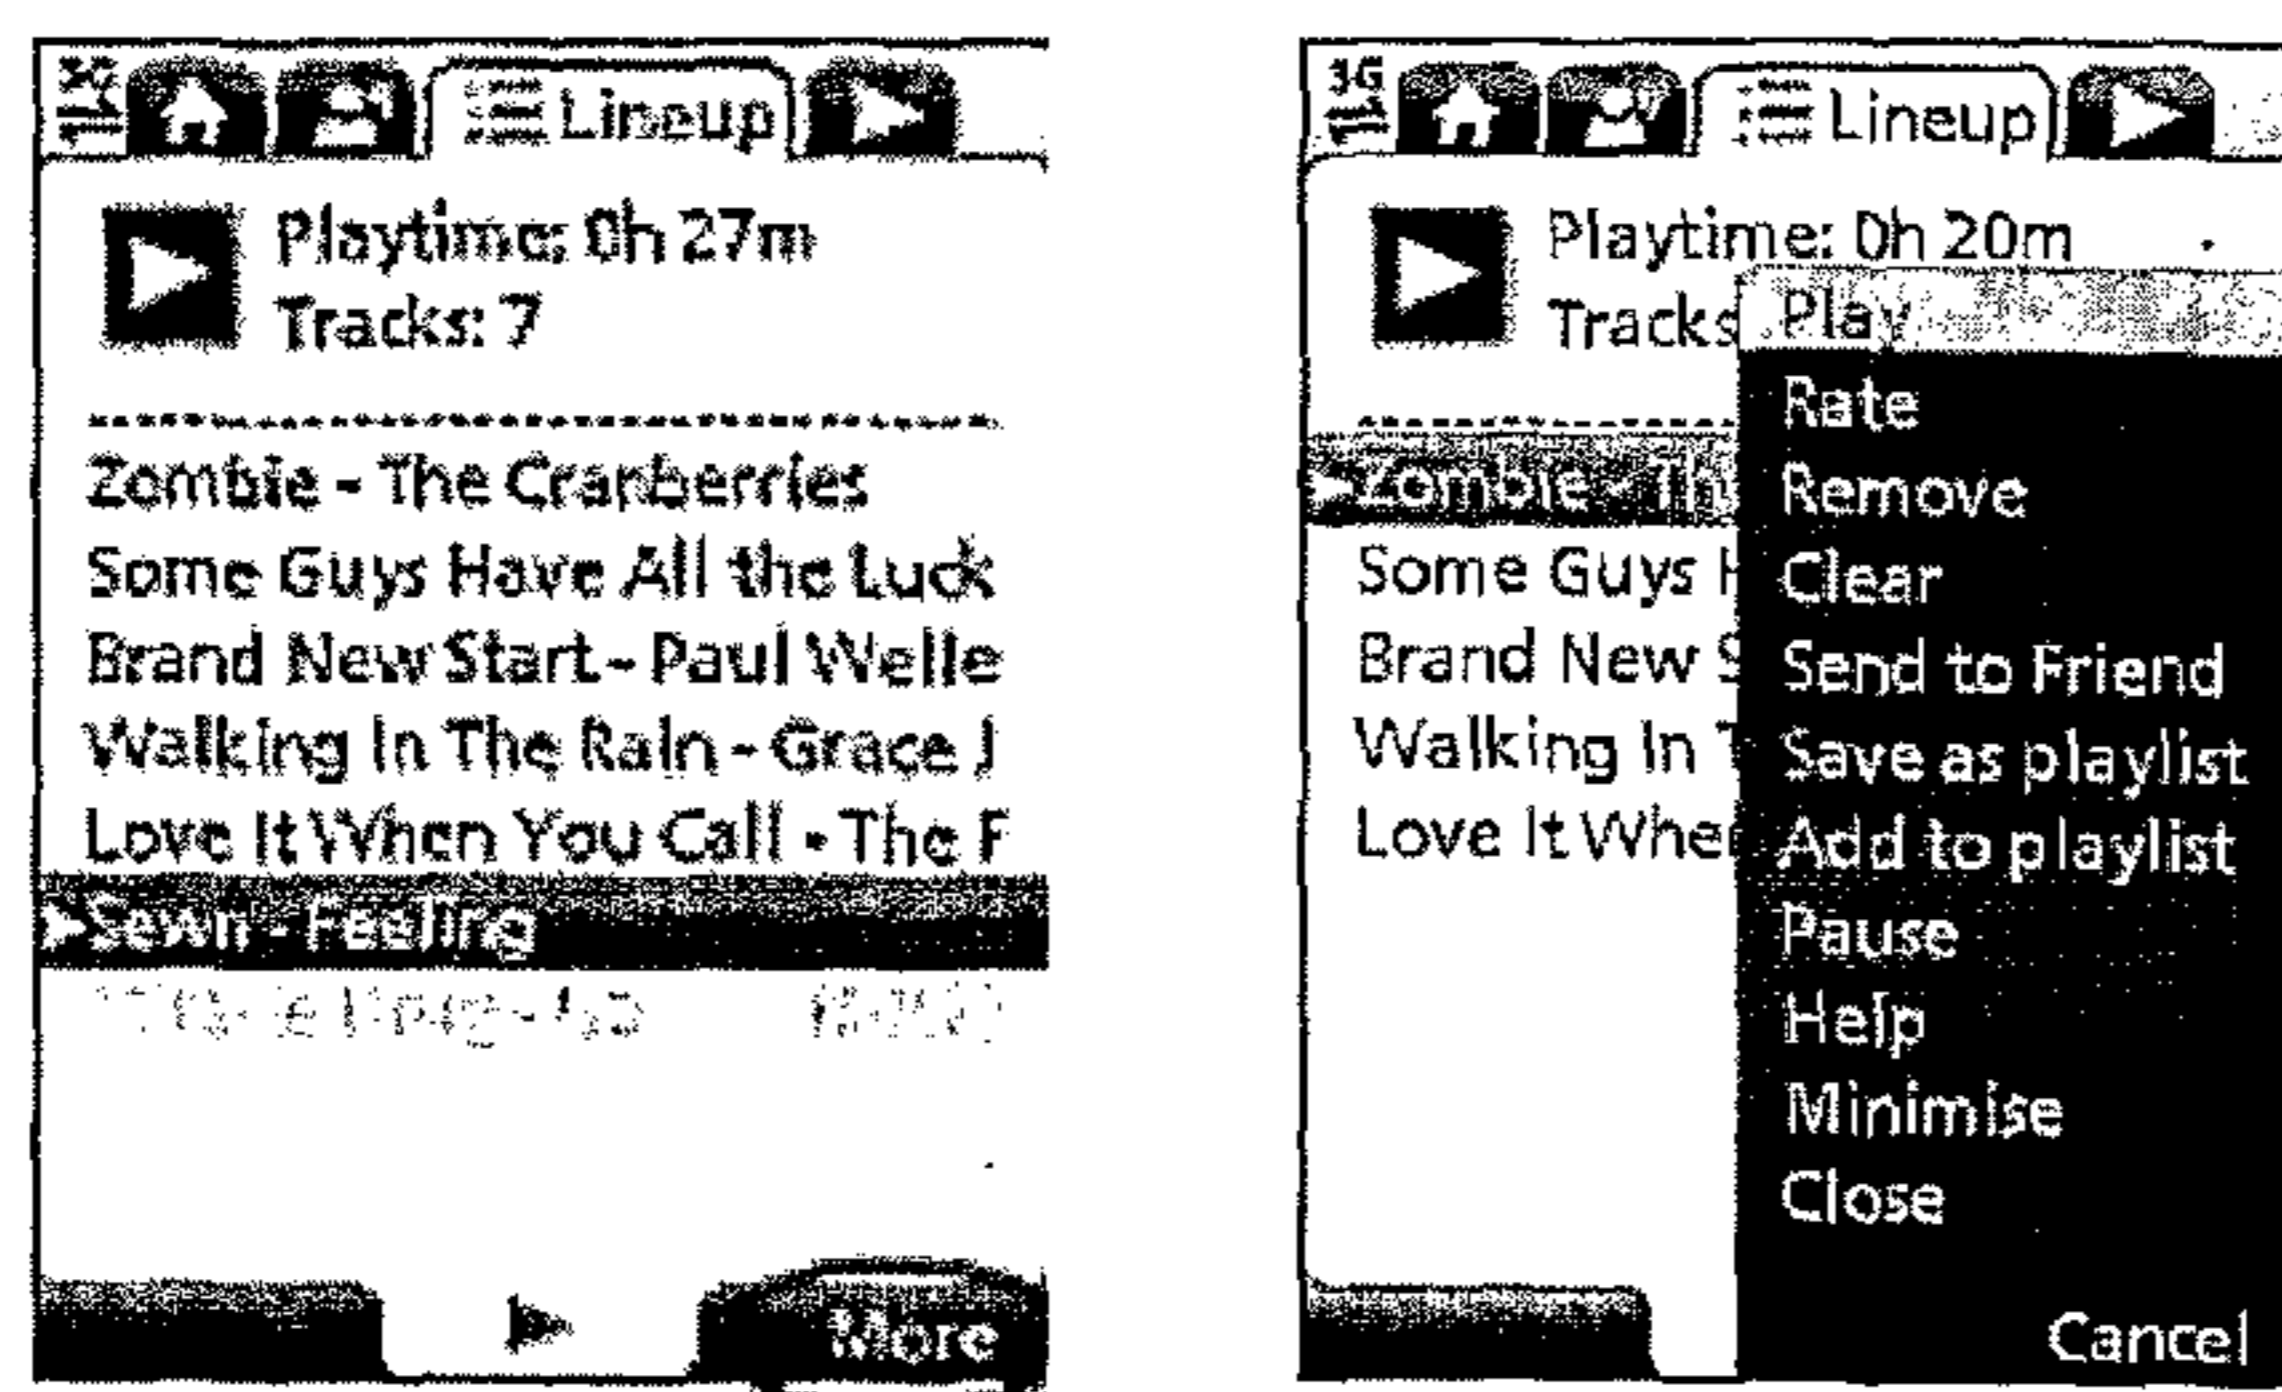 Lineup
Playtime: 0h 27m
Tracks: 7
Zombie - The Cranberries
Some Guys Have All the Luck
Brand New Start - Paul Welle
Walking In The Rain - Grace J
Love It When You Call - The F
Sewn - Feeling
More
3G
Lineup
Playtime: 0h 20m
Tracks
Zombie - Th
Some Guys H
Brand New S
Walking In T
Love It Whe
Play
Rate
Remove
Clear
Send to Friend
Save as playlist
Add to playlist
Pause
Help
Minimise
Close
Cancel